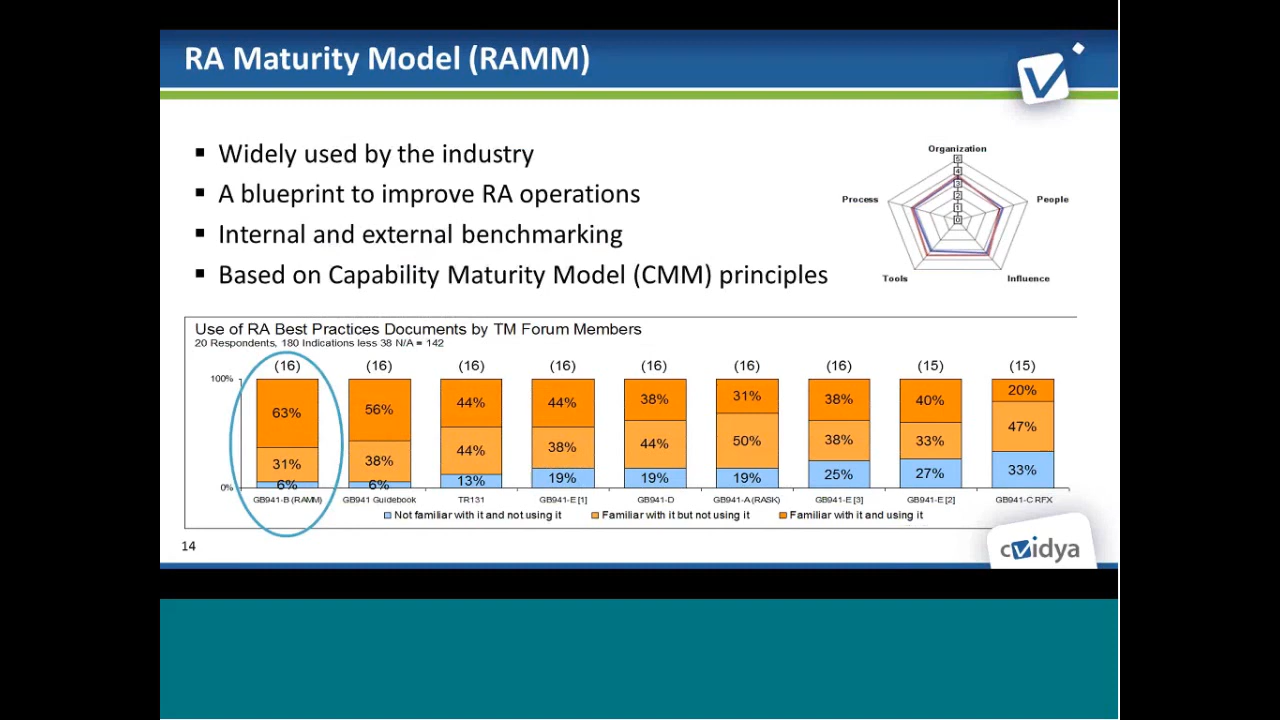 RA Maturity Model (RAMM)
Widely used by the industry
A blueprint to improve RA operations
Internal and external benchmarking
Based on Capability Maturity Model (CMM) principles
Organization
5
4
3
2
1
0
Process
People
Tools
Influence
Use of RA Best Practices Documents by TM Forum Members
20 Respondents, 180 Indications less 38 N/A = 142
(16) (16) (16) (16) (16) (16) (16) (15) (15)
100%
63% 56% 44% 44% 38% 31% 38% 40% 20%
31% 38% 44% 38% 44% 50% 38% 33% 47%
6% 6% 13% 19% 19% 19% 25% 27% 33%
0%
GB941-B (RAMM) GB941 Guidebook TR131 GB941-E [1] GB941-D GB941-A (RASK) GB941-E [3] GB941-E [2] GB941-C RFX
Not familiar with it and not using it Familiar with it but not using it Familiar with it and using it
14
cvidya